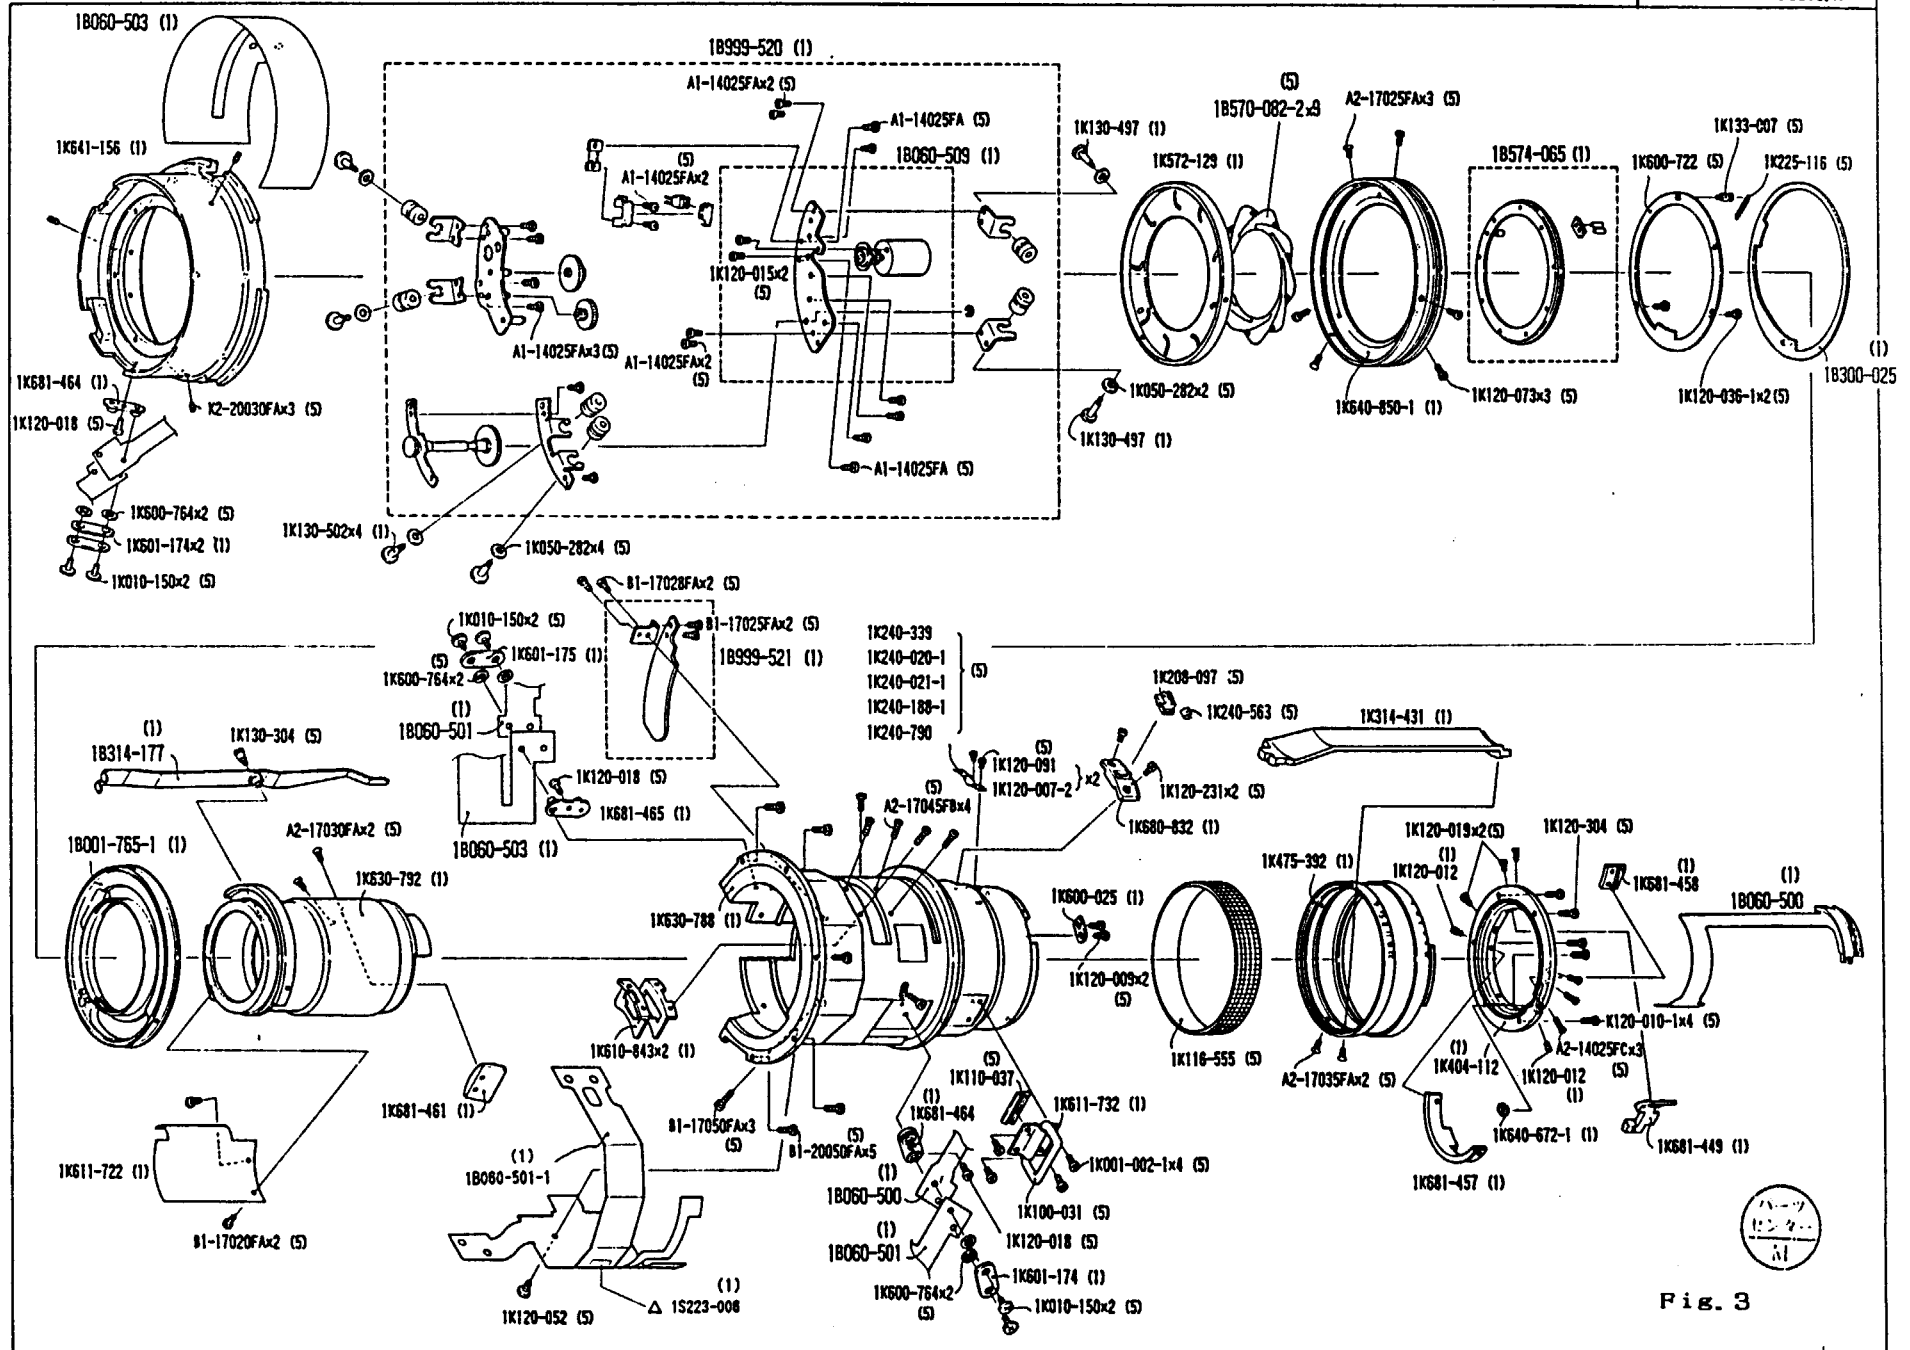 1B060-503 (1)
1B999-520 (1)
A1-14025FAx2 (5)
A1-14025FA (5)
1K130-497 (1)
(5)
1B570-082-2x9
A2-17025FAx3 (5)
1K133-007 (5)
1K641-156 (1)
(5)
A1-14025FAx2
1B060-509 (1)
1K572-129 (1)
1B574-065 (1)
1K600-722 (5)
1K225-116 (5)
1K120-015x2
(5)
A1-14025FAx3(5)
A1-14025FAx2
(5)
1K681-464 (1)
K2-20030FAx3 (5)
1K050-282x2 (5)
1K640-850-1 (1)
1K120-073x3 (5)
1K120-036-1x2(5)
(1)
1B300-025
1K120-018 (5)
1K130-497 (1)
A1-14025FA (5)
1K600-764x2 (5)
1K601-174x2 (1)
1K010-150x2 (5)
1K130-502x4 (1)
1K050-282x4 (5)
B1-17028FAx2 (5)
1K010-150x2 (5)
B1-17025FAx2 (5)
(5)
1K601-175 (1)
1K600-764x2
1B999-521 (1)
1K240-339
1K240-020-1
1K240-021-1
1K240-188-1
1K240-790
(5)
1K208-097 (5)
1K240-563 (5)
1K314-431 (1)
(1)
1B060-501
(1)
1B314-177
1K130-304 (5)
1K120-018 (5)
(5)
1K120-091
1K120-007-2
x2
1K120-231x2 (5)
1K681-465 (1)
(5)
A2-17045FBx4
1K680-832 (1)
1B060-503 (1)
A2-17030FAx2 (5)
1B001-765-1 (1)
1K630-792 (1)
1K630-788 (1)
1K600-025 (1)
1K475-392 (1)
1K120-019x2(5)
1K120-304 (5)
(1)
1K120-012
(1)
1K681-458
(1)
1B060-500
1K120-009x2
(5)
1K610-843x2 (1)
1K116-555 (5)
K120-010-1x4 (5)
A2-14025FCx3
(5)
(1)
1K404-112
1K120-012
(1)
A2-17035FAx2 (5)
1K681-461 (1)
(5)
1K110-037
(1)
1K681-464
1K611-732 (1)
B1-17050FAx3
(5)
(5)
B1-20050FAx5
1K640-672-1 (1)
1K681-449 (1)
1K681-457 (1)
1K611-722 (1)
(1)
1B060-501-1
1K001-002-1x4 (5)
(1)
1B060-500
1K100-031 (5)
B1-17020FAx2 (5)
(1)
1B060-501
1K120-018 (5)
1K601-174 (1)
1K600-764x2
(5)
1K010-150x2 (5)
(1)
△ 1S223-006
1K120-052 (5)
パーツ
センター
M
Fig. 3